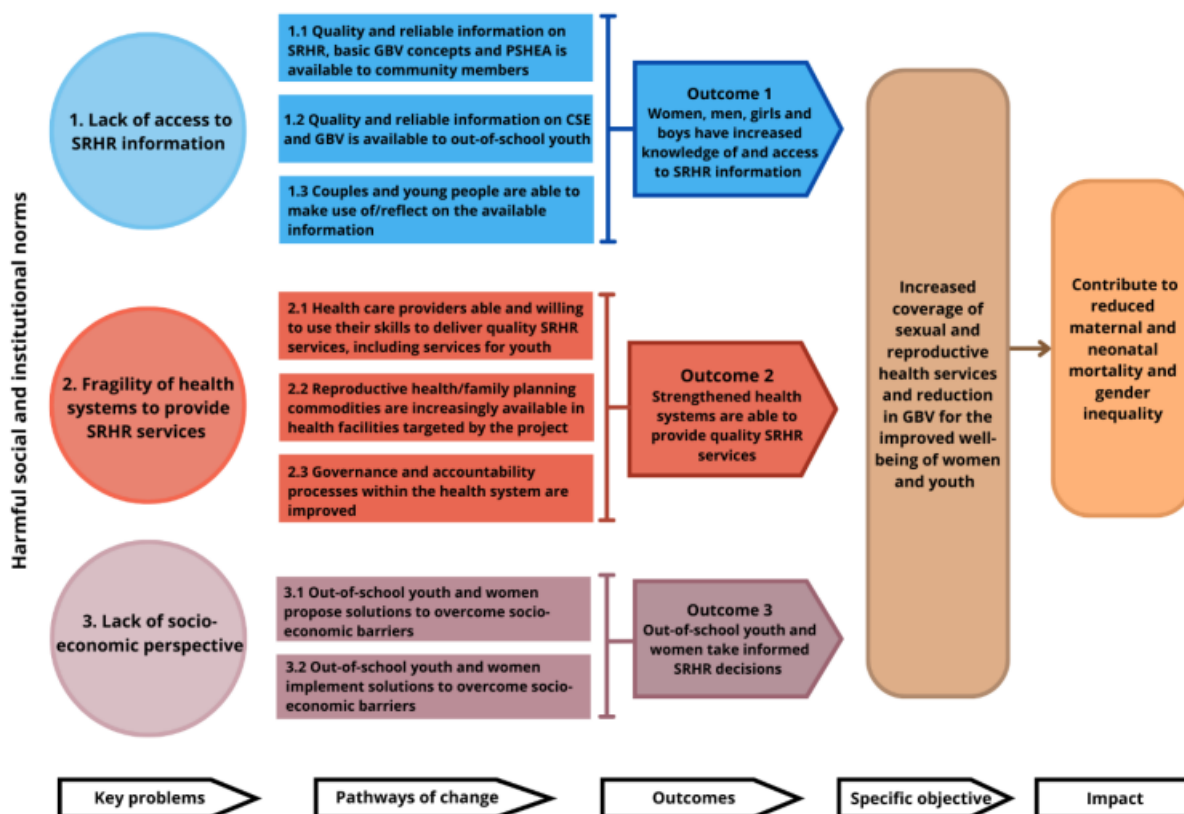 Harmful social and institutional norms
1. Lack of access to
SRHR information
1.1 Quality and reliable information on
SRHR, basic GBV concepts and PSHEA is
available to community members
1.2 Quality and reliable information on CSE
and GBV is available to out-of-school youth
1.3 Couples and young people are able to
make use of/reflect on the available
information
Outcome 1
Women, men, girls and
boys have increased
knowledge of and access
to SRHR information
2. Fragility of health
systems to provide
SRHR services
2.1 Health care providers able and willing
to use their skills to deliver quality SRHR
services, including services for youth
2.2 Reproductive health/family planning
commodities are increasingly available in
health facilities targeted by the project
2.3 Governance and accountability
processes within the health system are
improved
Outcome 2
Strengthened health
systems are able to
provide quality SRHR
services
3. Lack of socio-
economic perspective
3.1 Out-of-school youth and women
propose solutions to overcome socio-
economic barriers
3.2 Out-of-school youth and women
implement solutions to overcome socio-
economic barriers
Outcome 3
Out-of-school youth and
women take informed
SRHR decisions
Increased
coverage of
sexual and
reproductive
health services
and reduction
in GBV for the
improved well-
being of women
and youth
Contribute to
reduced
maternal and
neonatal
mortality and
gender
inequality
Key problems
Pathways of change
Outcomes
Specific objective
Impact